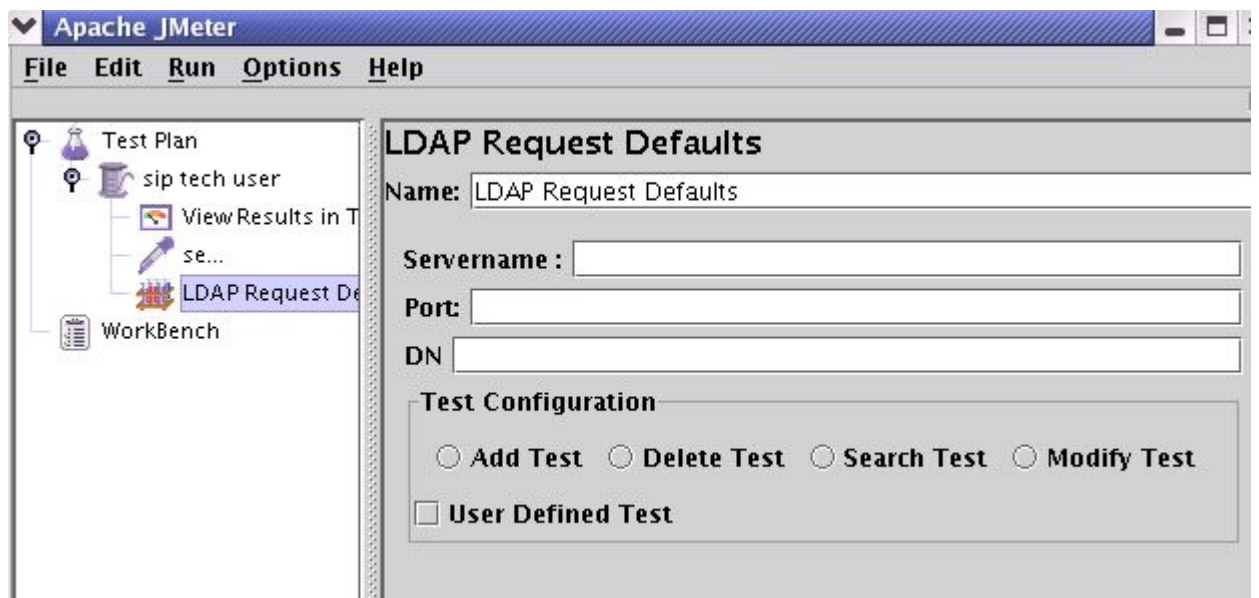 Apache JMeter
File Edit Run Options Help
Test Plan
sip tech user
View Results in T
se...
LDAP Request De
WorkBench
LDAP Request Defaults
Name: LDAP Request Defaults
Servername :
Port:
DN
Test Configuration
Add Test Delete Test Search Test Modify Test
User Defined Test